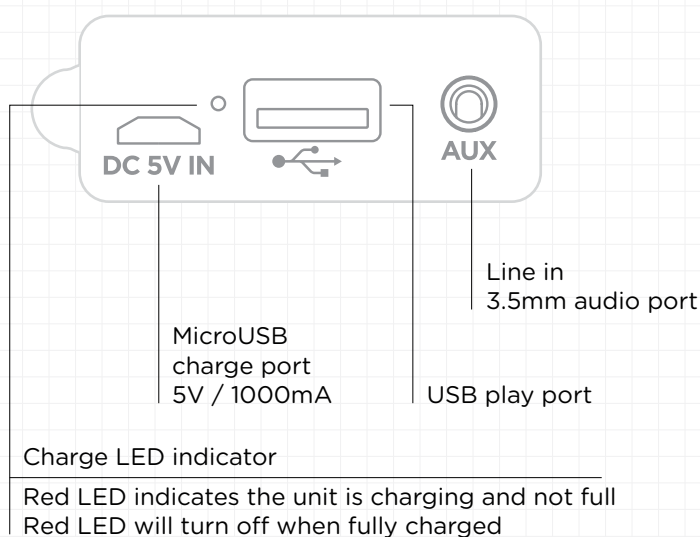 DC 5V IN
AUX
Line in
3.5mm audio port
MicroUSB
charge port
5V / 1000mA
USB play port
Charge LED indicator
Red LED indicates the unit is charging and not full
Red LED will turn off when fully charged